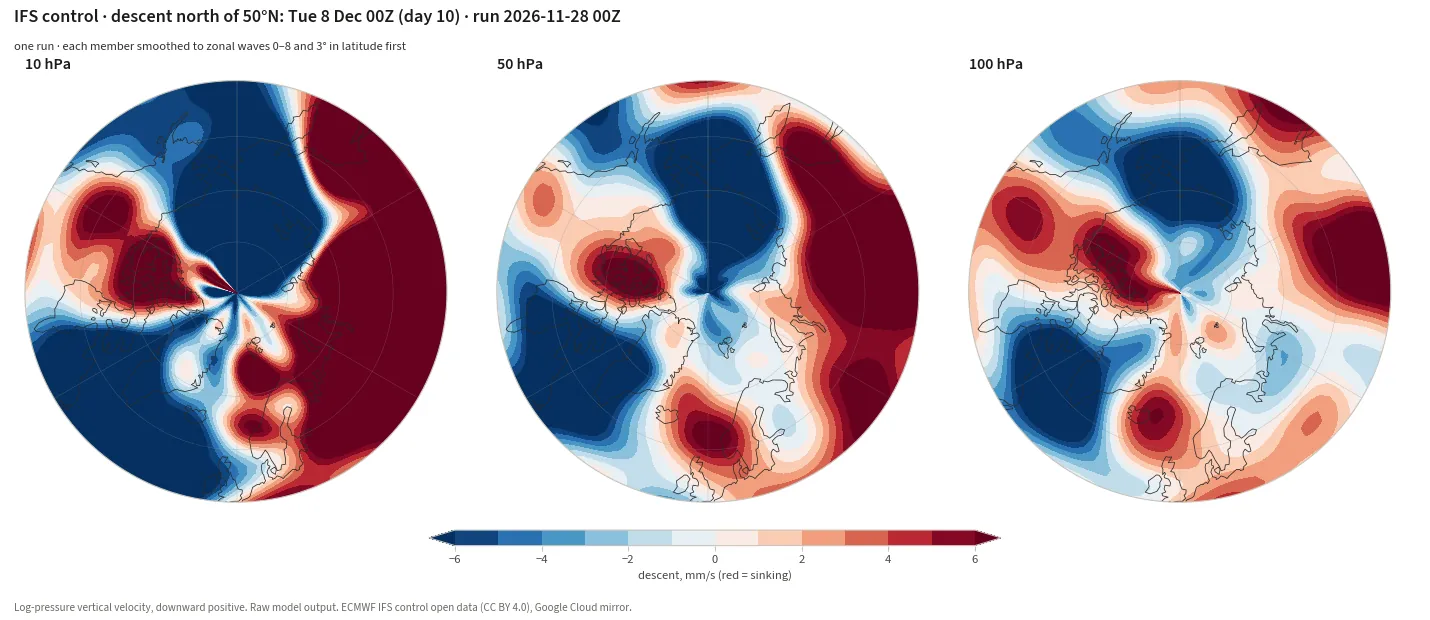 IFS control · descent north of 50°N: Tue 8 Dec 00Z (day 10) · run 2026-11-28 00Z
one run · each member smoothed to zonal waves 0–8 and 3° in latitude first
10 hPa
50 hPa
100 hPa
−6 −4 −2 0 2 4 6
descent, mm/s (red = sinking)
Log-pressure vertical velocity, downward positive. Raw model output. ECMWF IFS control open data (CC BY 4.0), Google Cloud mirror.